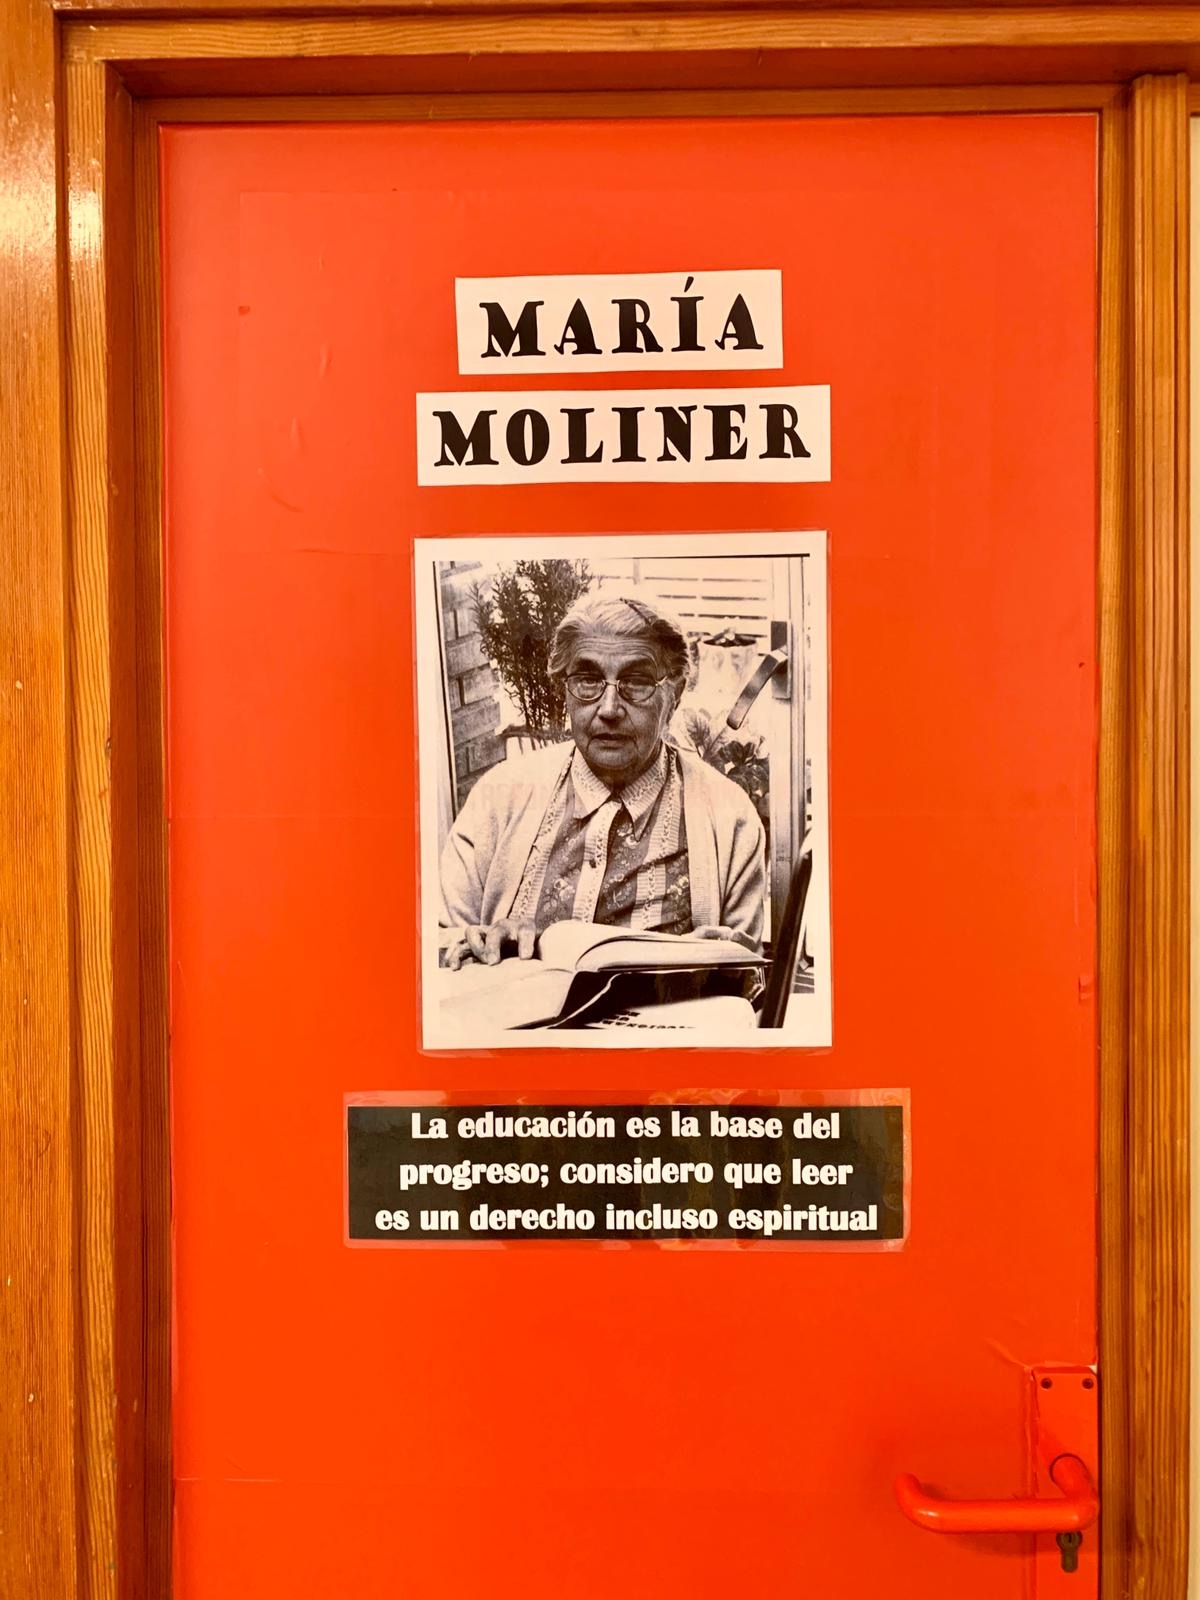 MARÍA
MOLINER
La educación es la base del
progreso; considero que leer
es un derecho incluso espiritual